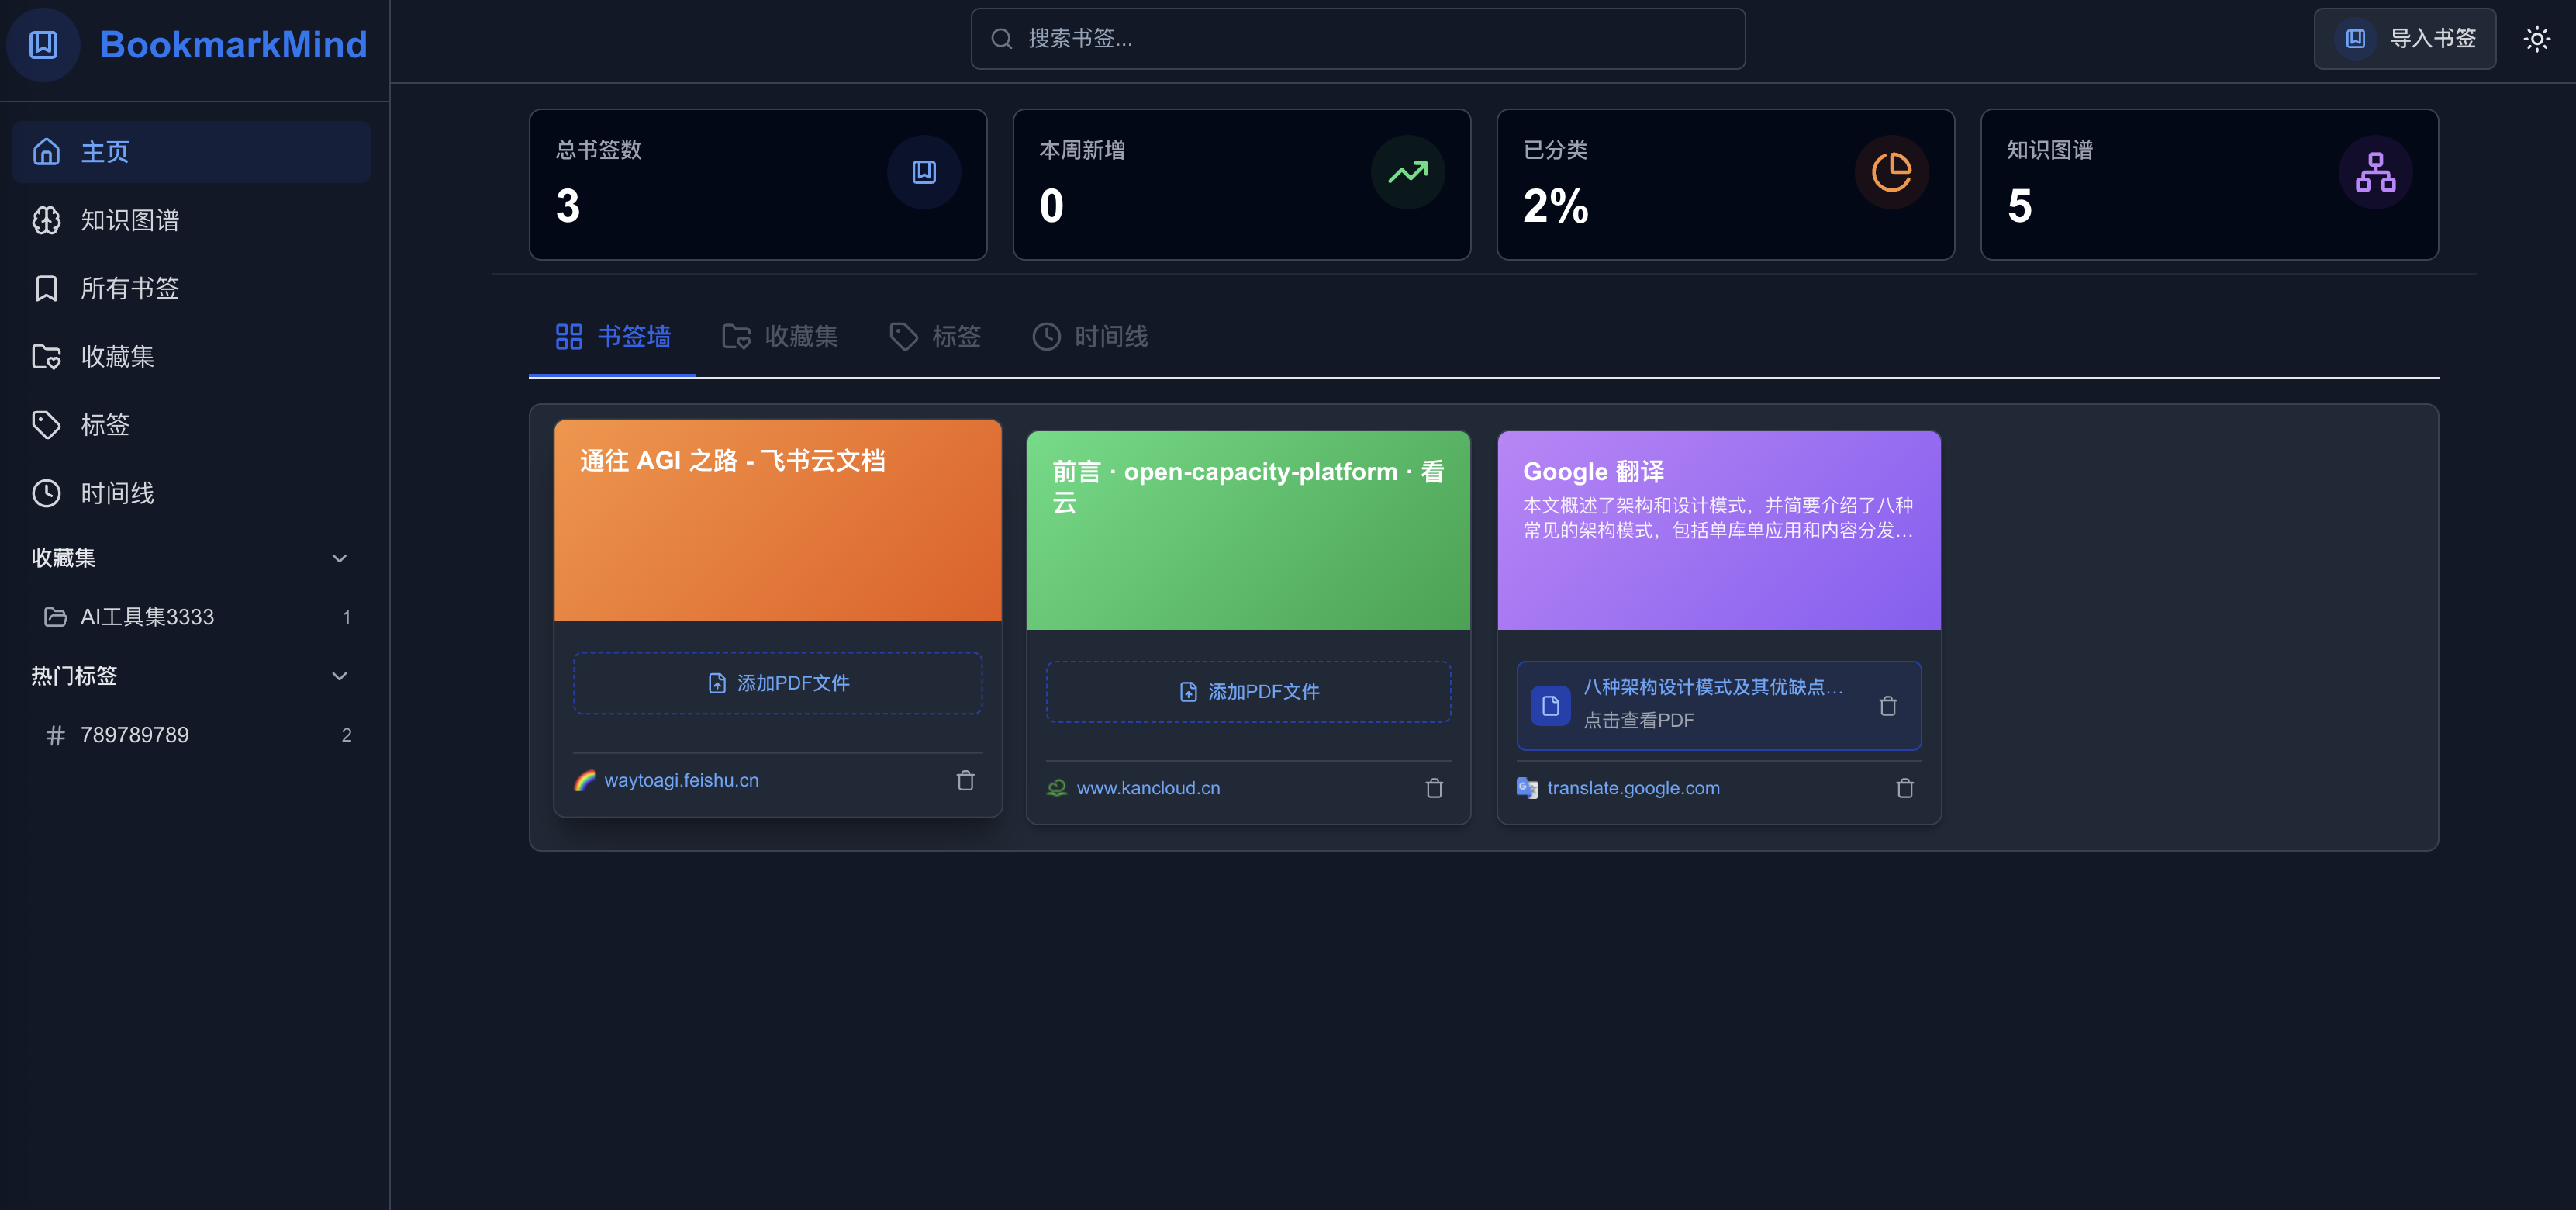 BookmarkMind
搜索书签...
导入书签
主页
知识图谱
所有书签
收藏集
标签
时间线
收藏集
AI工具集3333
1
热门标签
789789789
2
总书签数
3
本周新增
0
已分类
2%
知识图谱
5
书签墙
收藏集
标签
时间线
通往 AGI 之路 - 飞书云文档
添加PDF文件
waytoagi.feishu.cn
前言 · open-capacity-platform · 看
云
添加PDF文件
www.kancloud.cn
Google 翻译
本文概述了架构和设计模式，并简要介绍了八种
常见的架构模式，包括单库单应用和内容分发...
八种架构设计模式及其优缺点...
点击查看PDF
translate.google.com